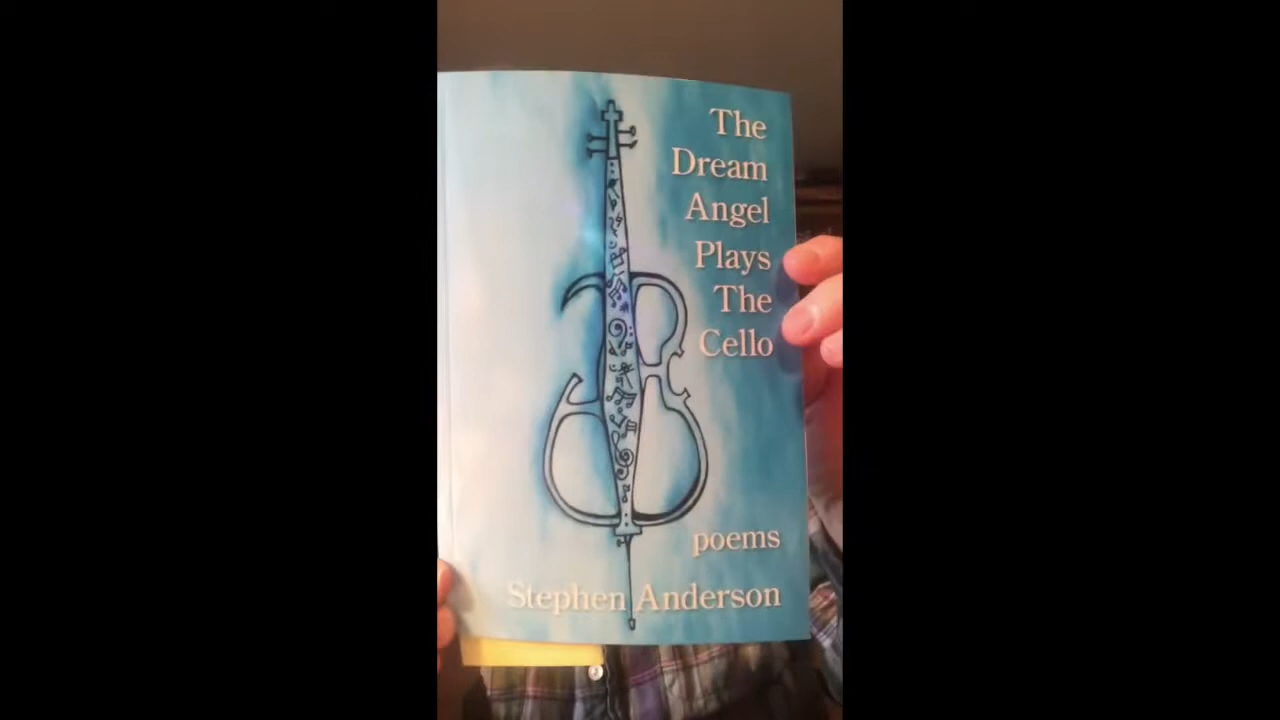 The
Dream
Angel
Plays
The
Cello
poems
Stephen Anderson